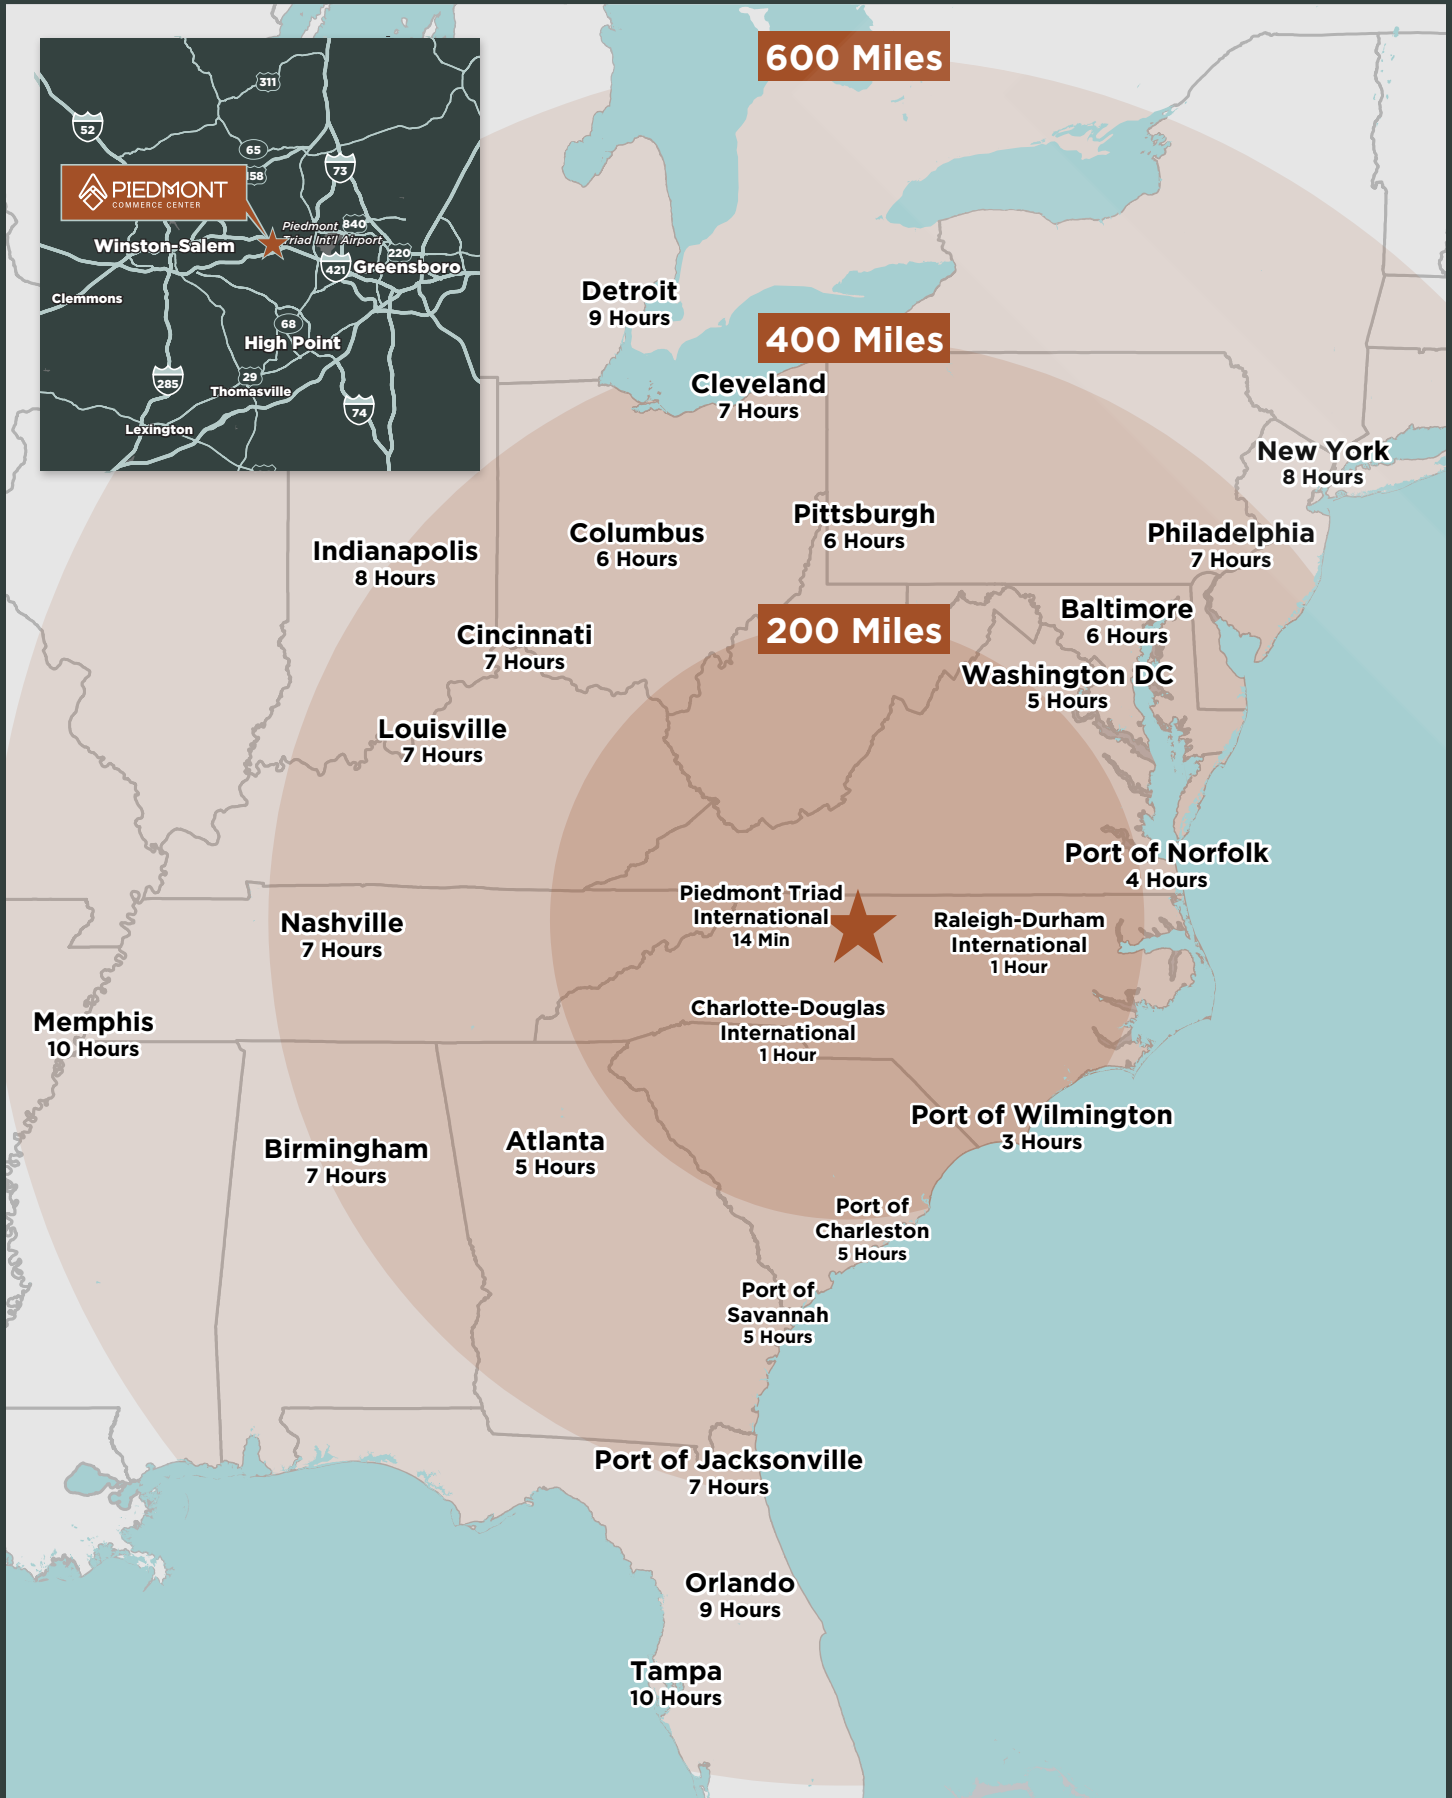 600 Miles
311
52
65
158
73
PIEDMONT
COMMERCE CENTER
Piedmont
Triad Int'l Airport
840
Winston-Salem
220
421
Greensboro
Clemmons
68
High Point
285
29
Thomasville
74
Lexington
Detroit
9 Hours
400 Miles
Cleveland
7 Hours
New York
8 Hours
Pittsburgh
6 Hours
Columbus
6 Hours
Philadelphia
7 Hours
Indianapolis
8 Hours
Baltimore
6 Hours
200 Miles
Cincinnati
7 Hours
Washington DC
5 Hours
Louisville
7 Hours
Port of Norfolk
4 Hours
Piedmont Triad
International
14 Min
Raleigh-Durham
International
1 Hour
Nashville
7 Hours
Charlotte-Douglas
International
1 Hour
Memphis
10 Hours
Port of Wilmington
3 Hours
Atlanta
5 Hours
Birmingham
7 Hours
Port of
Charleston
5 Hours
Port of
Savannah
5 Hours
Port of Jacksonville
7 Hours
Orlando
9 Hours
Tampa
10 Hours